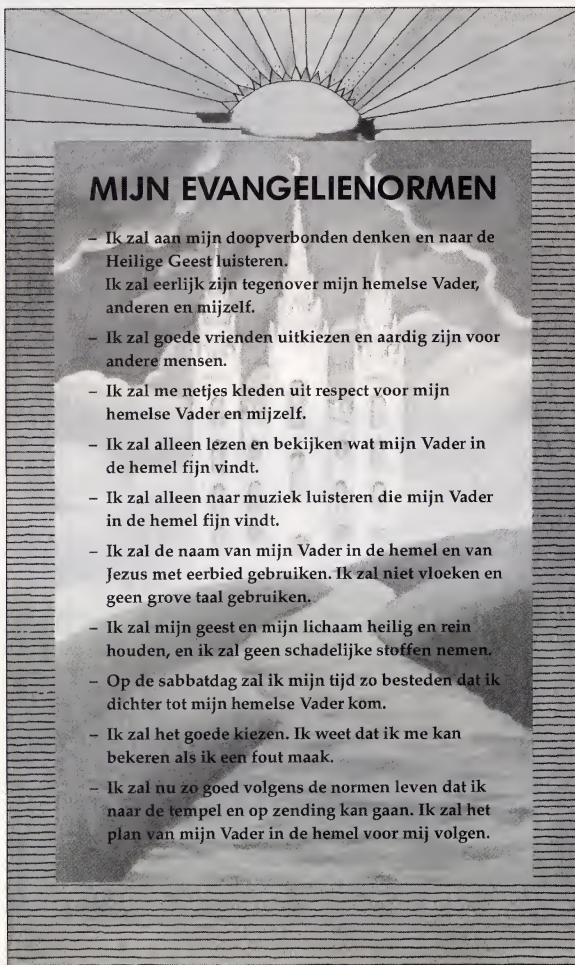 MIJN EVANGELIENORMEN
– Ik zal aan mijn doopverbonden denken en naar de
Heilige Geest luisteren.
Ik zal eerlijk zijn tegenover mijn hemelse Vader,
anderen en mijzelf.
– Ik zal goede vrienden uitkiezen en aardig zijn voor
andere mensen.
– Ik zal me netjes kleden uit respect voor mijn
hemelse Vader en mijzelf.
– Ik zal alleen lezen en bekijken wat mijn Vader in
de hemel fijn vindt.
– Ik zal alleen naar muziek luisteren die mijn Vader
in de hemel fijn vindt.
– Ik zal de naam van mijn Vader in de hemel en van
Jezus met eerbied gebruiken. Ik zal niet vloeken en
geen grove taal gebruiken.
– Ik zal mijn geest en mijn lichaam heilig en rein
houden, en ik zal geen schadelijke stoffen nemen.
– Op de sabbatdag zal ik mijn tijd zo besteden dat ik
dichter tot mijn hemelse Vader kom.
– Ik zal het goede kiezen. Ik weet dat ik me kan
bekeren als ik een fout maak.
– Ik zal nu zo goed volgens de normen leven dat ik
naar de tempel en op zending kan gaan. Ik zal het
plan van mijn Vader in de hemel voor mij volgen.